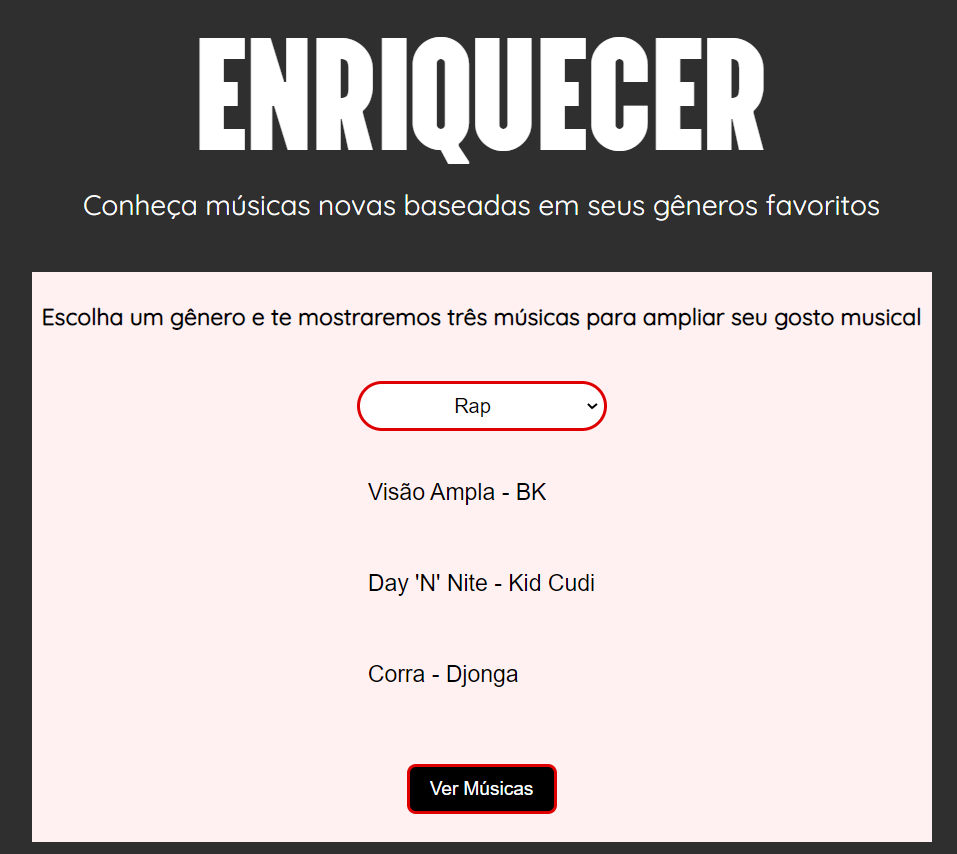 ENRIQUECER
Conheça músicas novas baseadas em seus gêneros favoritos
Escolha um gênero e te mostraremos três músicas para ampliar seu gosto musical
Rap
Visão Ampla - BK
Day 'N' Nite - Kid Cudi
Corra - Djonga
Ver Músicas